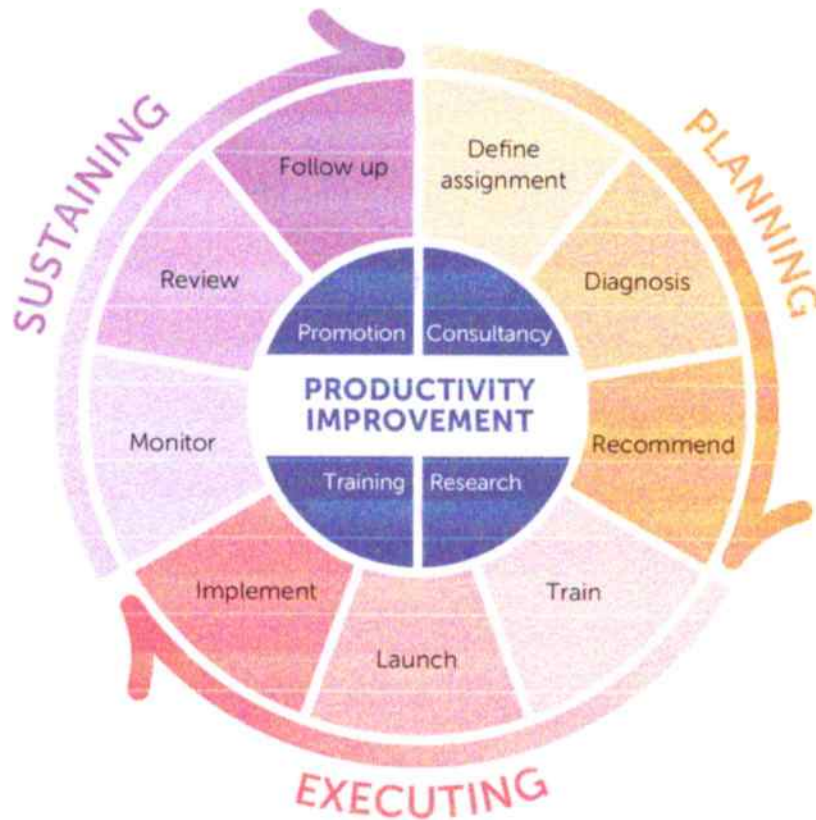 SUSTAINING
PLANNING
EXECUTING
Define
assignment
Diagnosis
Recommend
Train
Launch
Implement
Monitor
Review
Follow up
Promotion
Consultancy
PRODUCTIVITY
IMPROVEMENT
Training
Research